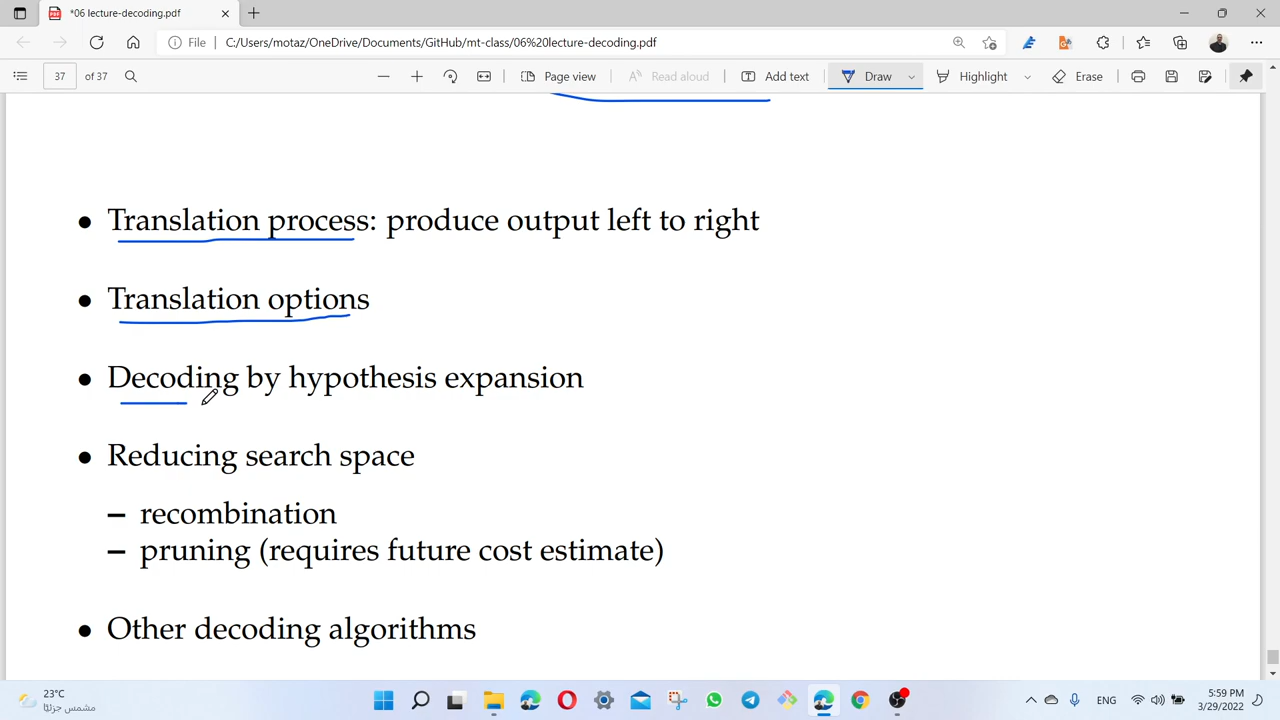 *06 lecture-decoding.pdf
File
C:/Users/motaz/OneDrive/Documents/GitHub/mt-class/06%20lecture-decoding.pdf
37 of 37
Page view
Read aloud
Add text
Draw
Highlight
Erase
• Translation process: produce output left to right
• Translation options
• Decoding by hypothesis expansion
• Reducing search space
– recombination
– pruning (requires future cost estimate)
• Other decoding algorithms
23°C
مشمس جزئيًا
ENG
5:59 PM
3/29/2022